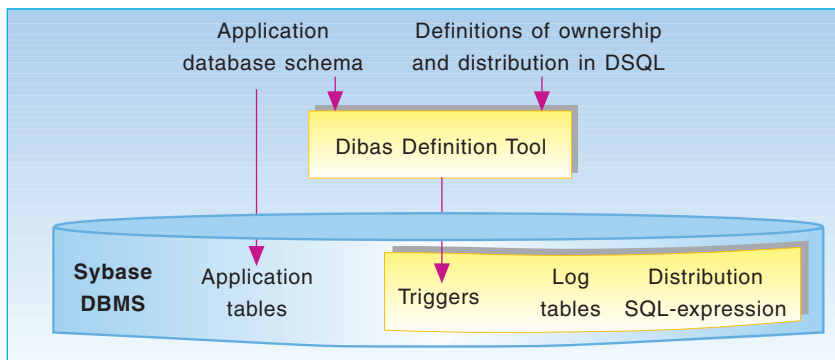 Application
database schema
Definitions of ownership
and distribution in DSQL
Dibas Definition Tool
Sybase
DBMS
Application
tables
Triggers
Log
tables
Distribution
SQL-expression